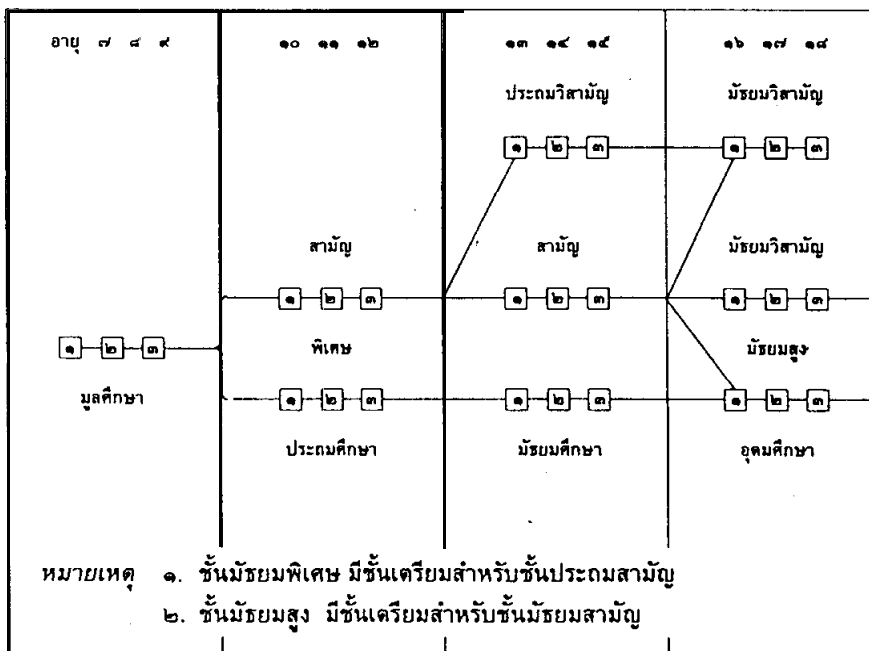 อายุ ๗ ๘ ๙ ๑๐ ๑๑ ๑๒ ๑๓ ๑๔ ๑๕ ๑๖ ๑๗ ๑๘
ประถมวิสามัญ มัธยมวิสามัญ
๑ ๒ ๓ ๑ ๒ ๓
สามัญ สามัญ มัธยมวิสามัญ
๑ ๒ ๓ ๑ ๒ ๓ ๑ ๒ ๓
๑ ๒ ๓ พิเศษ มัธยมสูง
มูลศึกษา ๑ ๒ ๓ ๑ ๒ ๓ ๑ ๒ ๓
ประถมศึกษา มัธยมศึกษา อุดมศึกษา
หมายเหตุ ๑. ชั้นมัธยมพิเศษ มีชั้นเตรียมสำหรับชั้นประถมสามัญ
๒. ชั้นมัธยมสูง มีชั้นเตรียมสำหรับชั้นมัธยมสามัญ